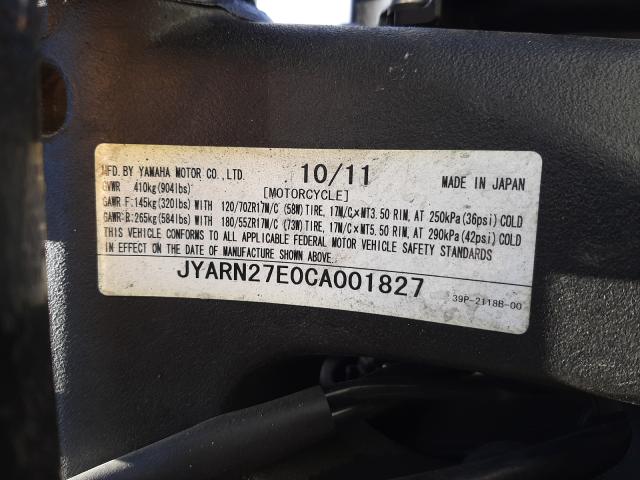 MFD. BY YAMAHA MOTOR CO., LTD. 10/11 MADE IN JAPAN
GVWR 410kg(904lbs) [MOTORCYCLE]
GAWR:F:145kg(320lbs) WITH 120/70ZR17M/C (58W)TIRE, 17M/C×MT3.50 RIM, AT 250kPa(36psi)COLD
GAWR:R:265kg(584lbs) WITH 180/55ZR17M/C (73W)TIRE, 17M/C×MT5.50 RIM, AT 290kPa(42psi)COLD
THIS VEHICLE CONFORMS TO ALL APPLICABLE FEDERAL MOTOR VEHICLE SAFETY STANDARDS
IN EFFECT ON THE DATE OF MANUFACTURE SHOWN ABOVE.
JYARN27E0CA001827
39P-2118B-00